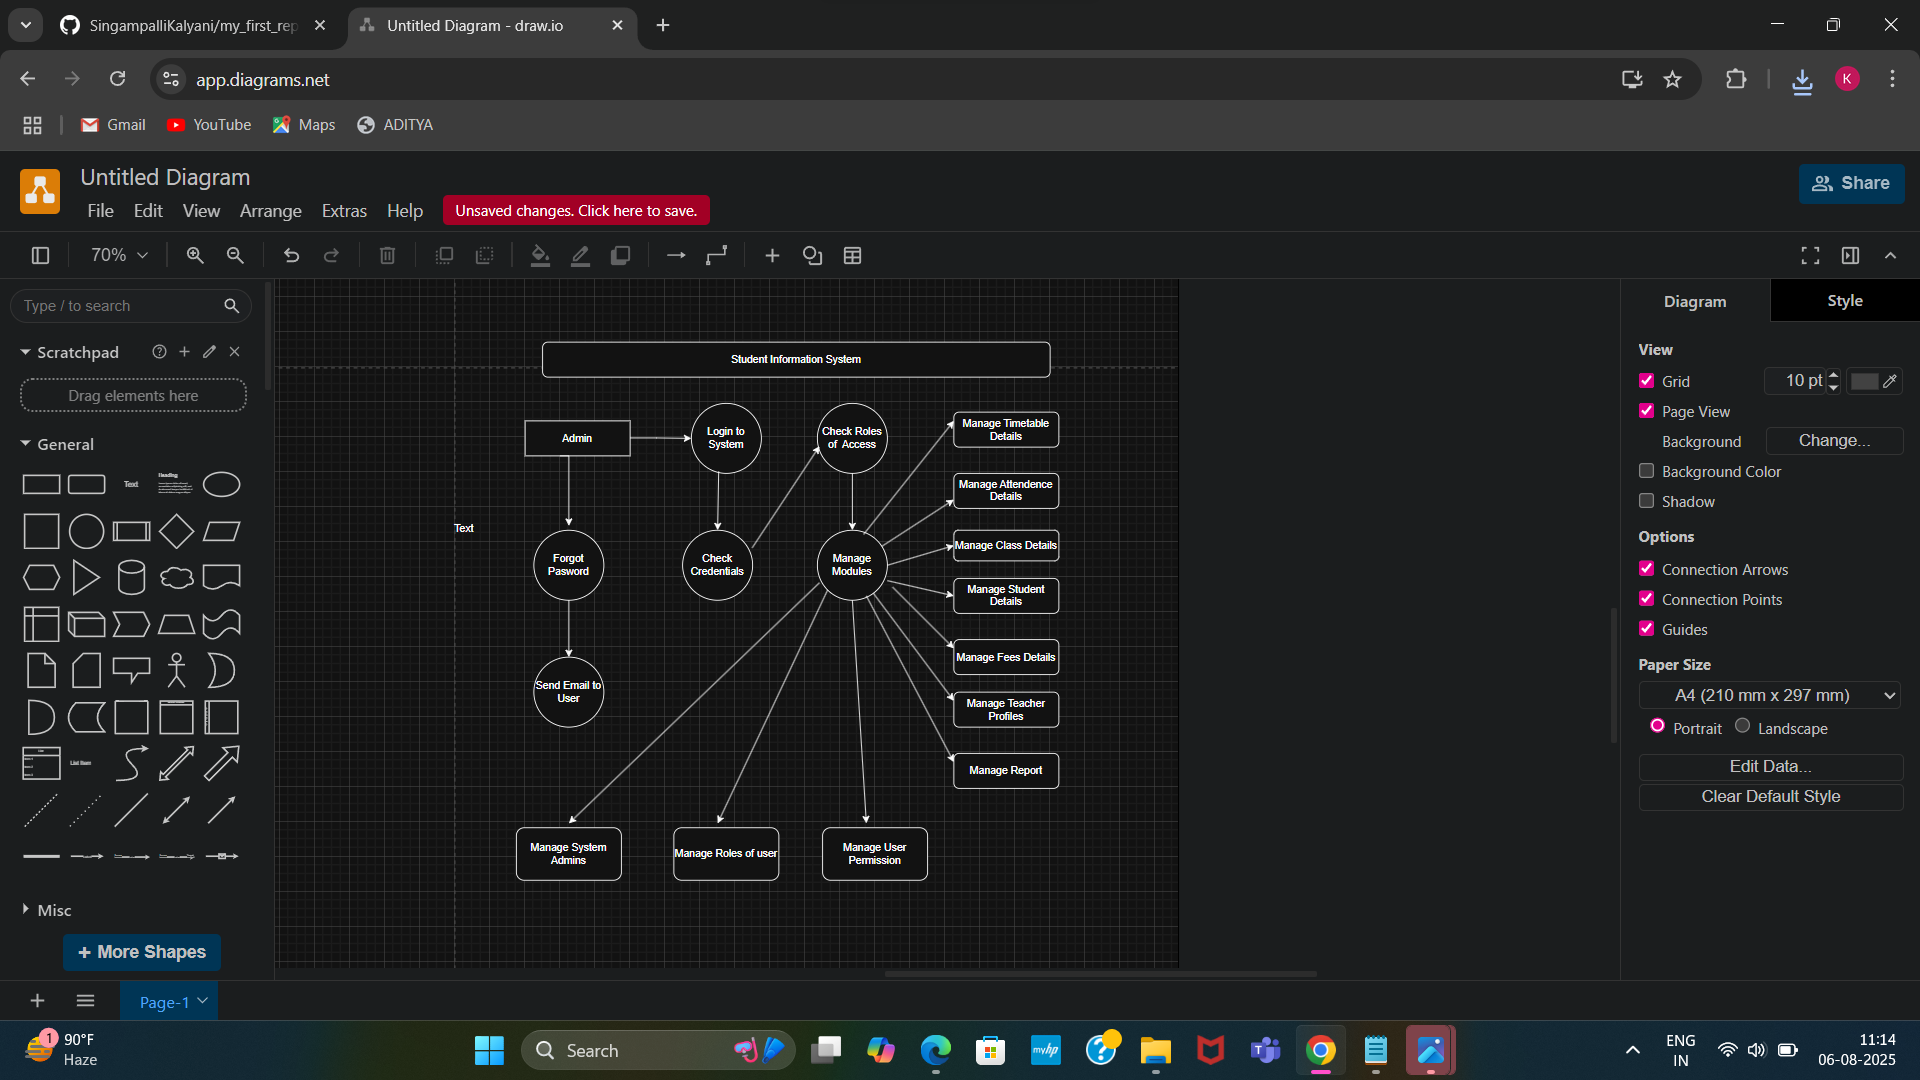 SingampalliKalyani/my_first_rep
Untitled Diagram - draw.io
app.diagrams.net
K
Gmail
YouTube
Maps
ADITYA
Untitled Diagram
File Edit View Arrange Extras Help
Unsaved changes. Click here to save.
Share
70%
Type / to search
Scratchpad
Drag elements here
General
Text
Heading
List Item
Misc
+ More Shapes
Student Information System
Admin
Login to
System
Check Roles
of Access
Manage Timetable
Details
Manage Attendence
Details
Text
Forgot
Pasword
Check
Credentials
Manage
Modules
Manage Class Details
Manage Student
Details
Manage Fees Details
Send Email to
User
Manage Teacher
Profiles
Manage Report
Manage System
Admins
Manage Roles of user
Manage User
Permission
Diagram
Style
View
Grid
10 pt
Page View
Background
Change...
Background Color
Shadow
Options
Connection Arrows
Connection Points
Guides
Paper Size
A4 (210 mm x 297 mm)
Portrait
Landscape
Edit Data...
Clear Default Style
Page-1
1
90°F
Haze
Search
myhp
ENG
IN
11:14
06-08-2025